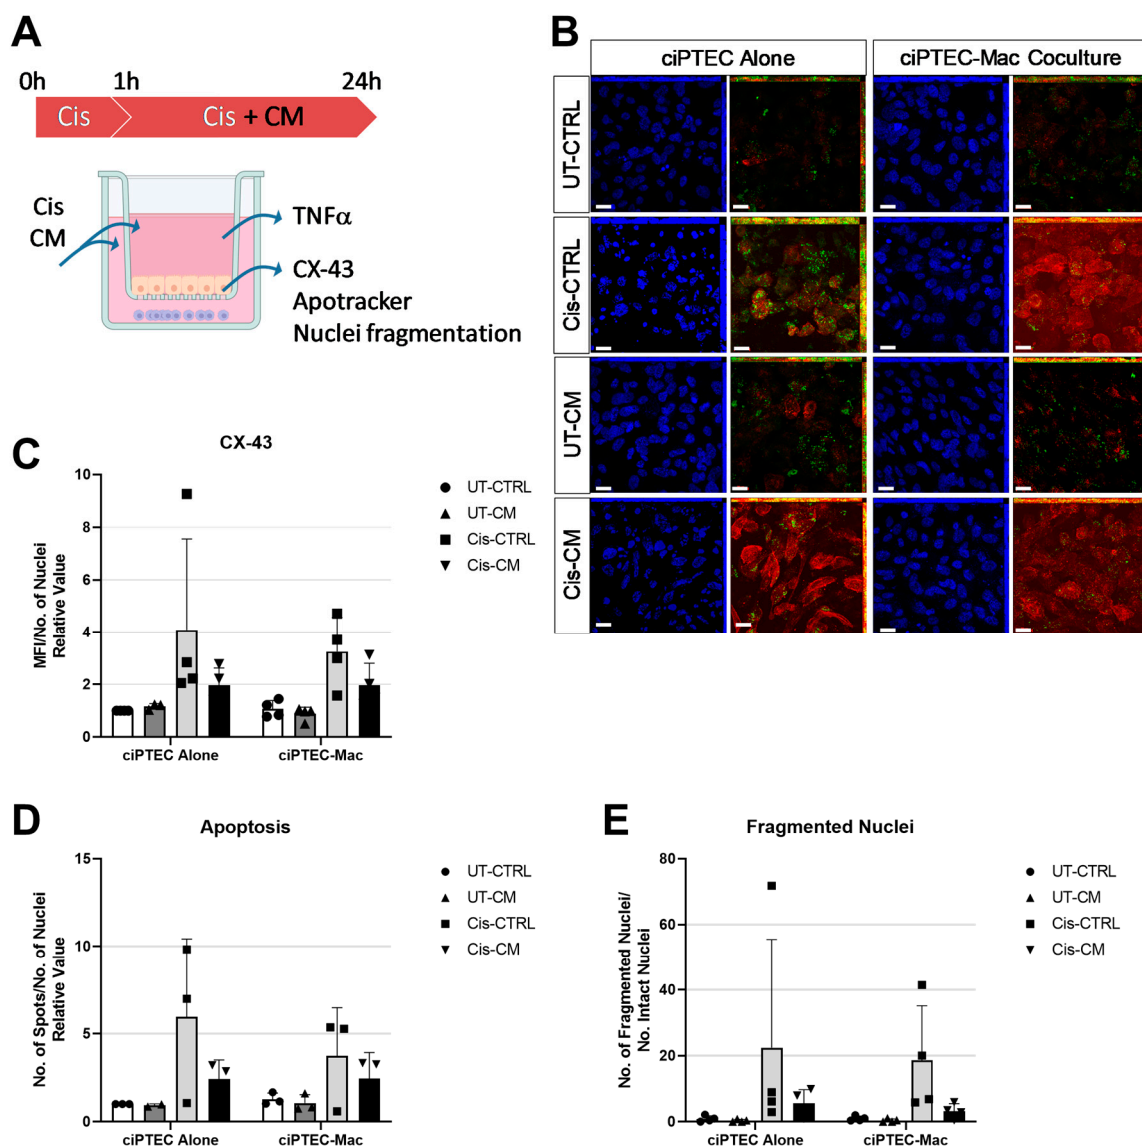 A
0h 1h 24h
Cis Cis + CM
Cis
CM
TNFα
CX-43
Apotracker
Nuclei fragmentation
B
ciPTEC Alone ciPTEC-Mac Coculture
UT-CTRL
Cis-CTRL
UT-CM
Cis-CM
C
CX-43
MFI/No. of Nuclei
Relative Value
10
8
6
4
2
0
ciPTEC Alone ciPTEC-Mac
UT-CTRL
UT-CM
Cis-CTRL
Cis-CM
D
Apoptosis
No. of Spots/No. of Nuclei
Relative Value
15
10
5
0
ciPTEC Alone ciPTEC-Mac
UT-CTRL
UT-CM
Cis-CTRL
Cis-CM
E
Fragmented Nuclei
No. of Fragmented Nuclei/
No. Intact Nuclei
80
60
40
20
0
ciPTEC Alone ciPTEC-Mac
UT-CTRL
UT-CM
Cis-CTRL
Cis-CM